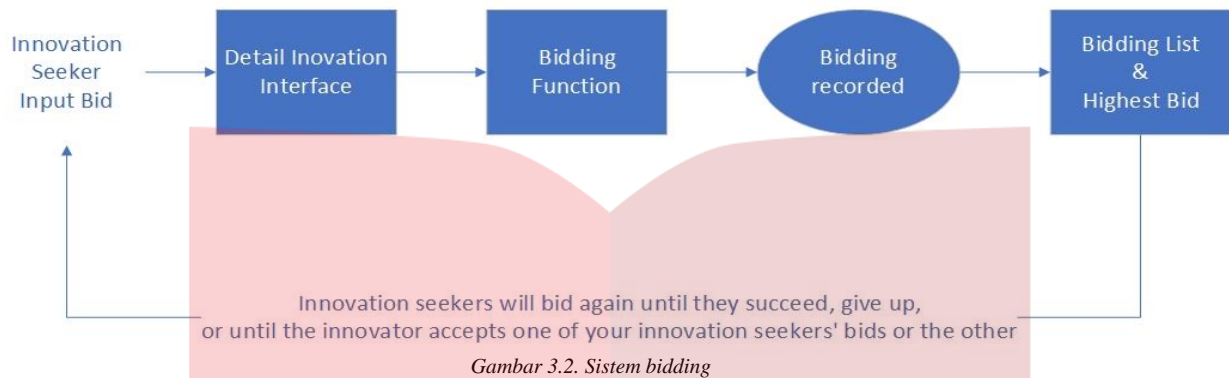 Innovation
Seeker
Input Bid
Detail Inovation
Interface
Bidding
Function
Bidding
recorded
Bidding List
&
Highest Bid
Innovation seekers will bid again until they succeed, give up,
or until the innovator accepts one of your innovation seekers' bids or the other
Gambar 3.2. Sistem bidding